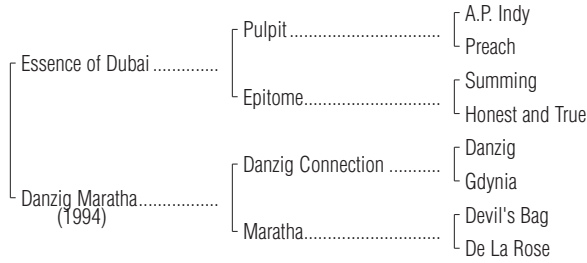 A.P. Indy
Pulpit
Preach
Essence of Dubai
Summing
Epitome
Honest and True
Danzig
Danzig Connection
Gdynia
Danzig Maratha
(1994)
Devil's Bag
Maratha
De La Rose